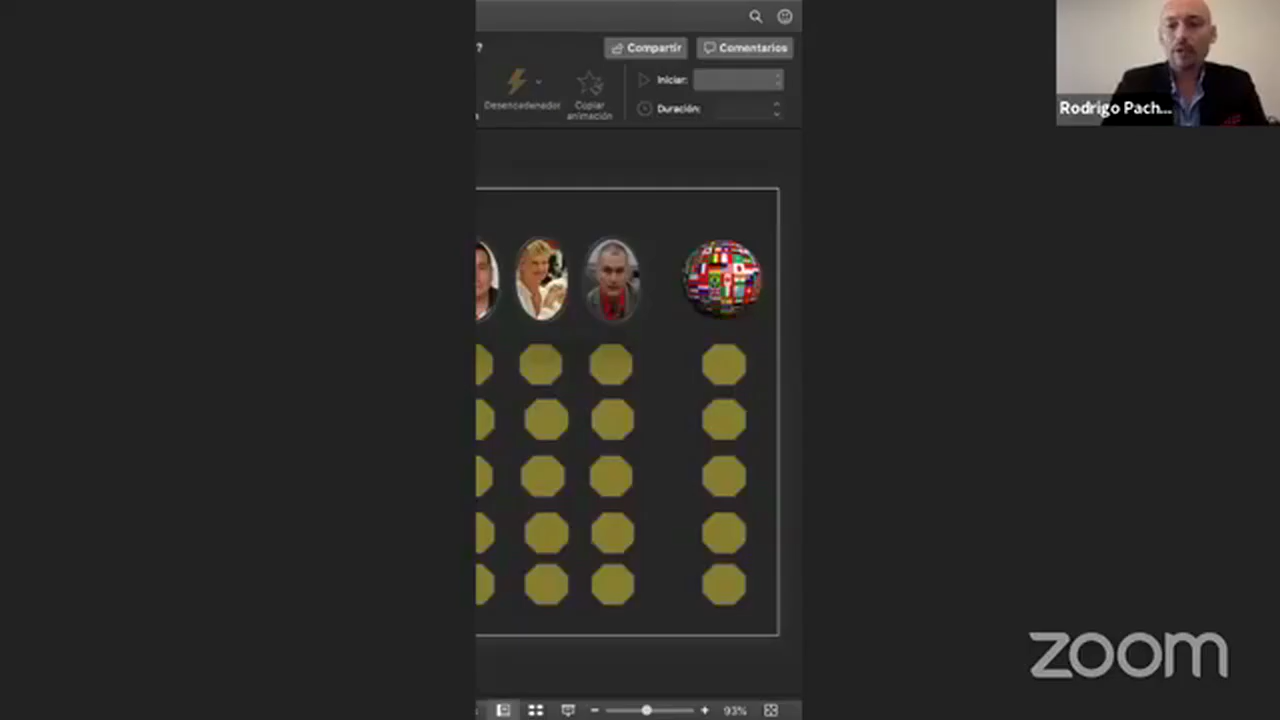 ?
Compartir
Comentarios
Iniciar:
Desencadenador
Copiar
animación
Duración:
Rodrigo Pach...
93%
zoom